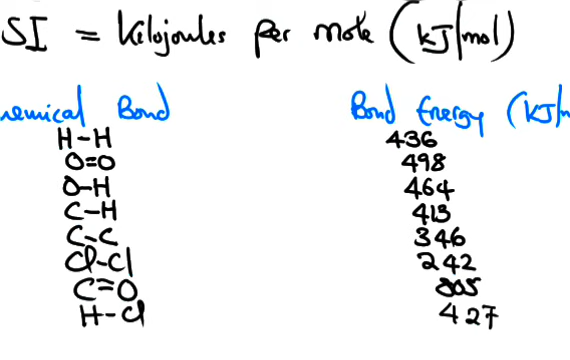 SI = Kilojoules per mole (kJ/mol)
emical Bond Bond Energy (kJ/m
H-H 436
O=O 498
O-H 464
C-H 413
C-C 346
Cl-Cl 242
C=O 805
H-Cl 427